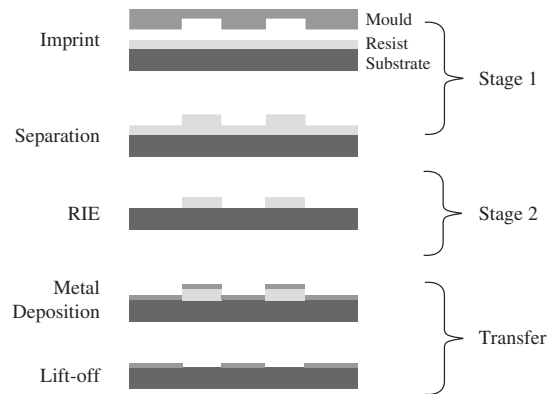 Imprint
Mould
Resist
Substrate
Stage 1
Separation
RIE
Stage 2
Metal
Deposition
Transfer
Lift-off